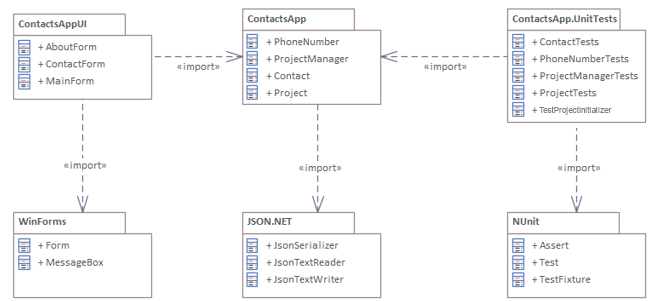 ContactsAppUI
+ AboutForm
+ ContactForm
+ MainForm
«import»
ContactsApp
+ PhoneNumber
+ ProjectManager
+ Contact
+ Project
«import»
ContactsApp.UnitTests
+ ContactTests
+ PhoneNumberTests
+ ProjectManagerTests
+ ProjectTests
+ TestProjectInitializer
«import»
«import»
«import»
WinForms
+ Form
+ MessageBox
JSON.NET
+ JsonSerializer
+ JsonTextReader
+ JsonTextWriter
NUnit
+ Assert
+ Test
+ TestFixture